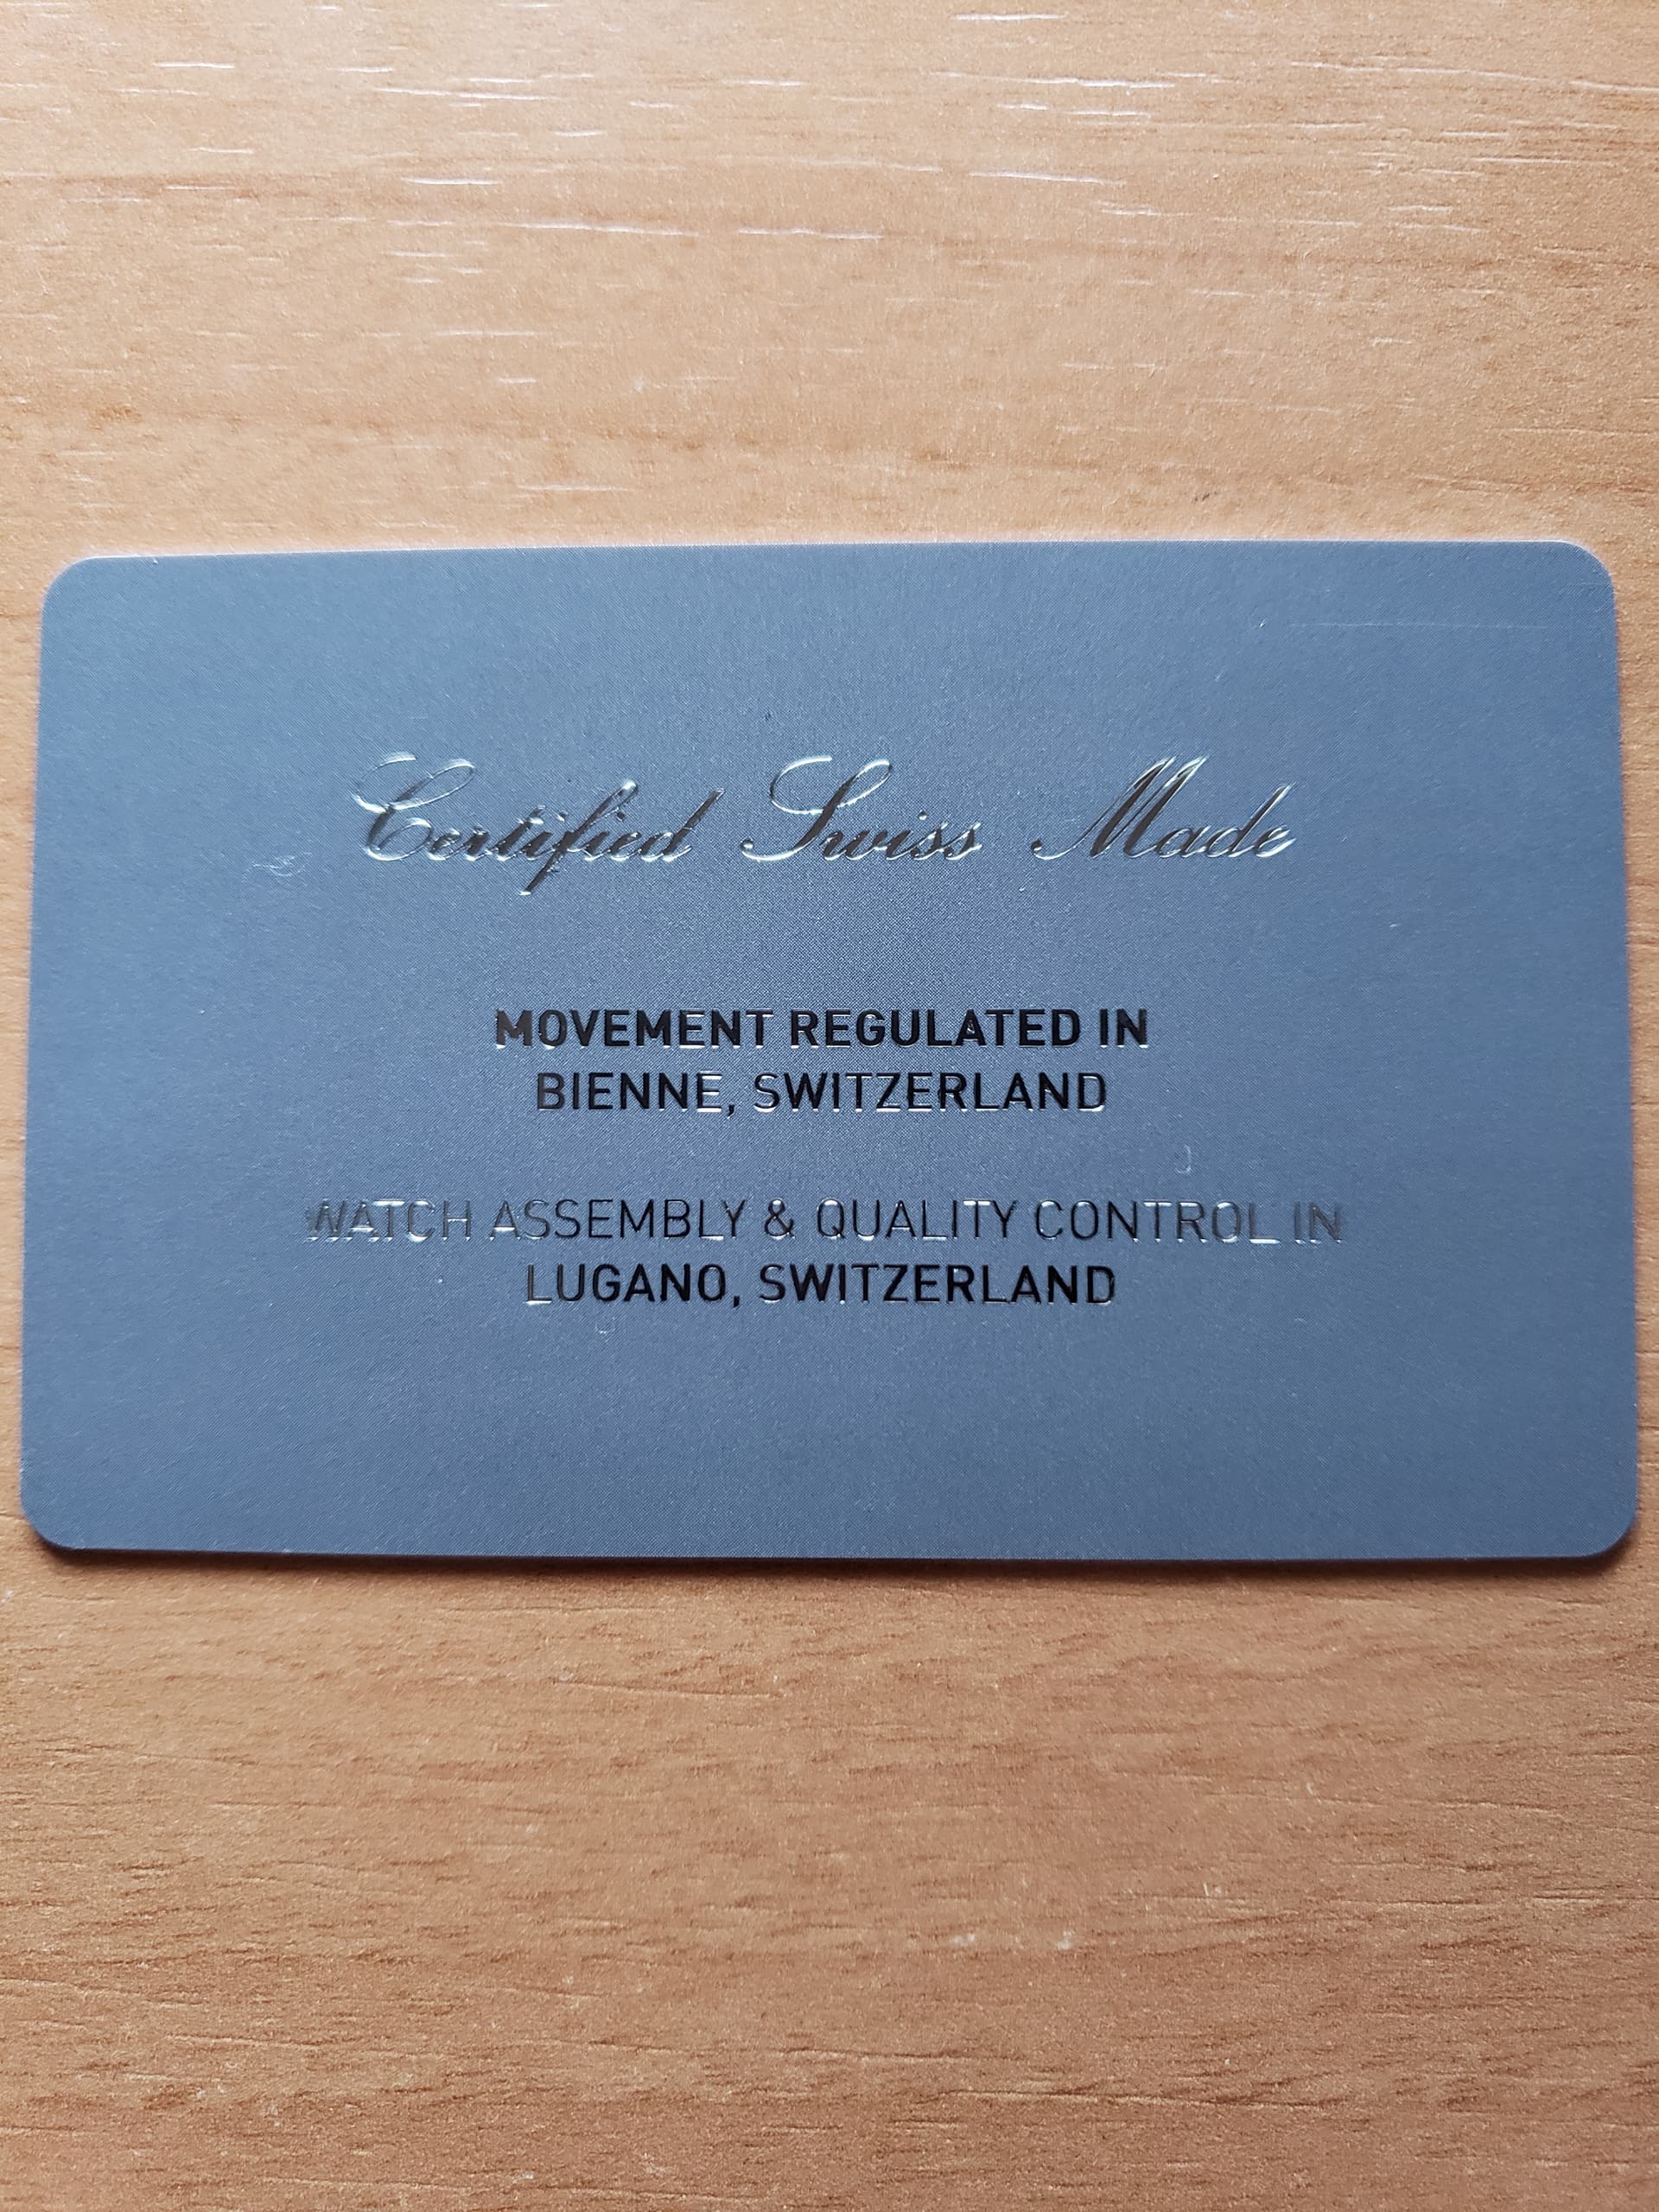 Certified Swiss Made
MOVEMENT REGULATED IN
BIENNE, SWITZERLAND
WATCH ASSEMBLY & QUALITY CONTROL IN
LUGANO, SWITZERLAND